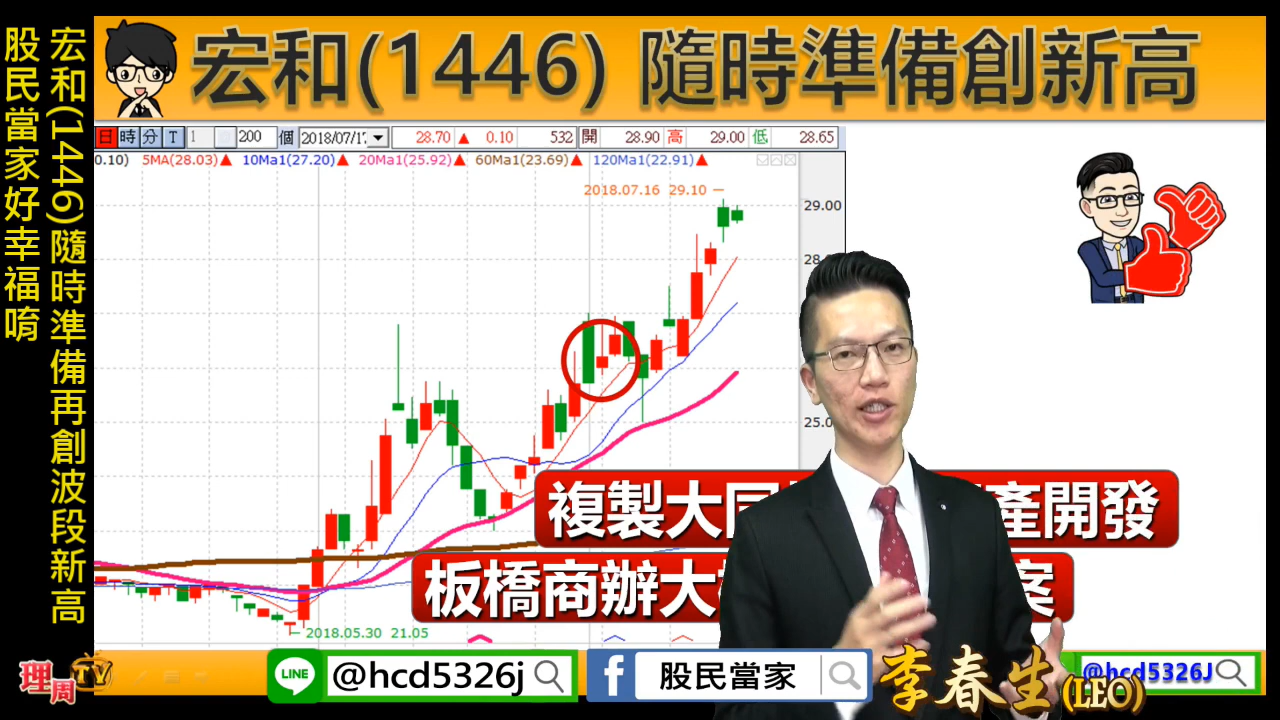 宏和(1446)隨時準備再創波段新高
股民當家好幸福唷
宏和(1446) 隨時準備創新高
日 時 分 T 1 200 個 2018/07/17 28.70 ▲ 0.10 532 開 28.90 高 29.00 低 28.65
0.10) 5MA(28.03)▲ 10Ma1(27.20)▲ 20Ma1(25.92)▲ 60Ma1(23.69)▲ 120Ma1(22.91)▲
2018.07.16 29.10
29.00
28.
25.0
複製大同 產開發
板橋商辦大 案
2018.05.30 21.05
理周TV
LINE @hcd5326j
f 股民當家
李春生(LEO)
@hcd5326J